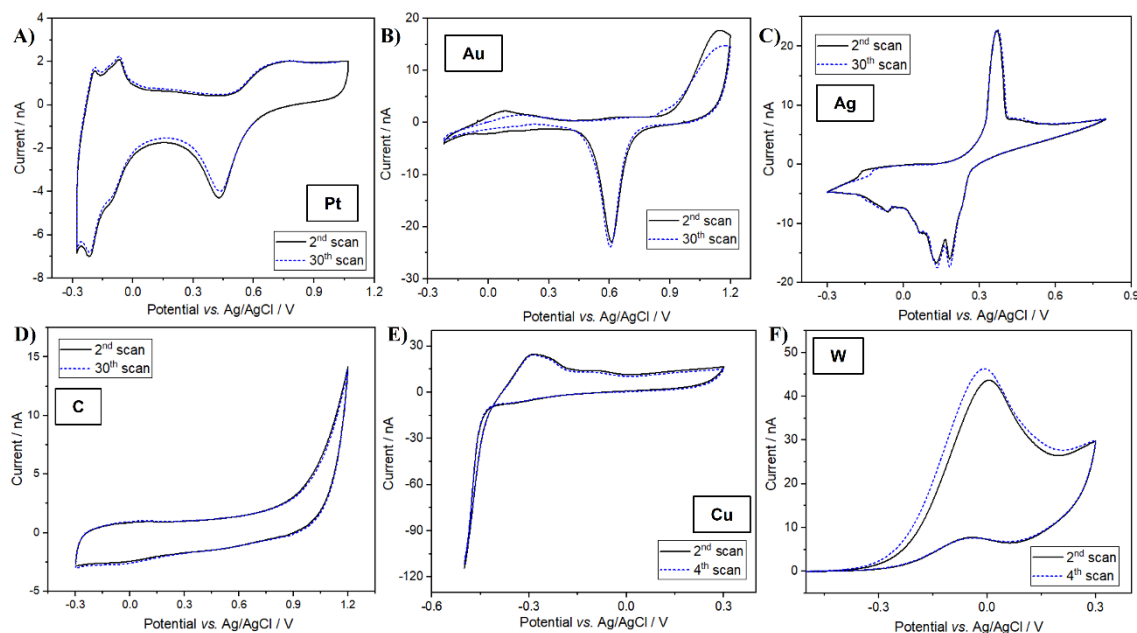 A)
Pt
2nd scan
30th scan
Current / nA
4
2
0
-2
-4
-6
-8
-0.3
0.0
0.3
0.6
0.9
1.2
Potential vs. Ag/AgCl / V
B)
Au
2nd scan
30th scan
Current / nA
20
10
0
-10
-20
-30
-0.3
0.0
0.3
0.6
0.9
1.2
Potential vs. Ag/AgCl / V
C)
2nd scan
30th scan
Ag
Current / nA
20
10
0
-10
-20
-0.3
0.0
0.3
0.6
0.9
Potential vs. Ag/AgCl / V
D)
2nd scan
30th scan
C
Current / nA
15
10
5
0
-5
-0.3
0.0
0.3
0.6
0.9
1.2
Potential vs. Ag/AgCl / V
E)
Cu
2nd scan
4th scan
Current / nA
30
0
-30
-60
-90
-120
-0.6
-0.3
0.0
0.3
Potential vs. Ag/AgCl / V
F)
W
2nd scan
4th scan
Current / nA
50
40
30
20
10
0
-0.3
0.0
0.3
Potential vs. Ag/AgCl / V